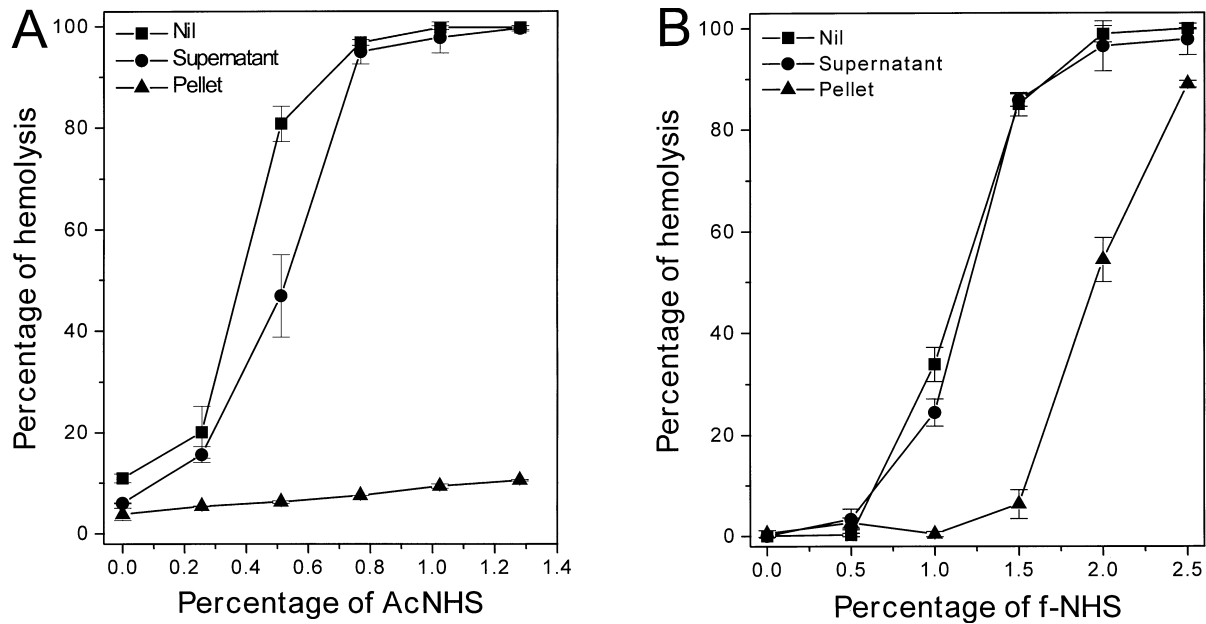 A
Nil
Supernatant
Pellet
100
80
60
40
20
0
Percentage of hemolysis
0.0 0.2 0.4 0.6 0.8 1.0 1.2 1.4
Percentage of AcNHS
B
Nil
Supernatant
Pellet
100
80
60
40
20
0
Percentage of hemolysis
0.0 0.5 1.0 1.5 2.0 2.5
Percentage of f-NHS